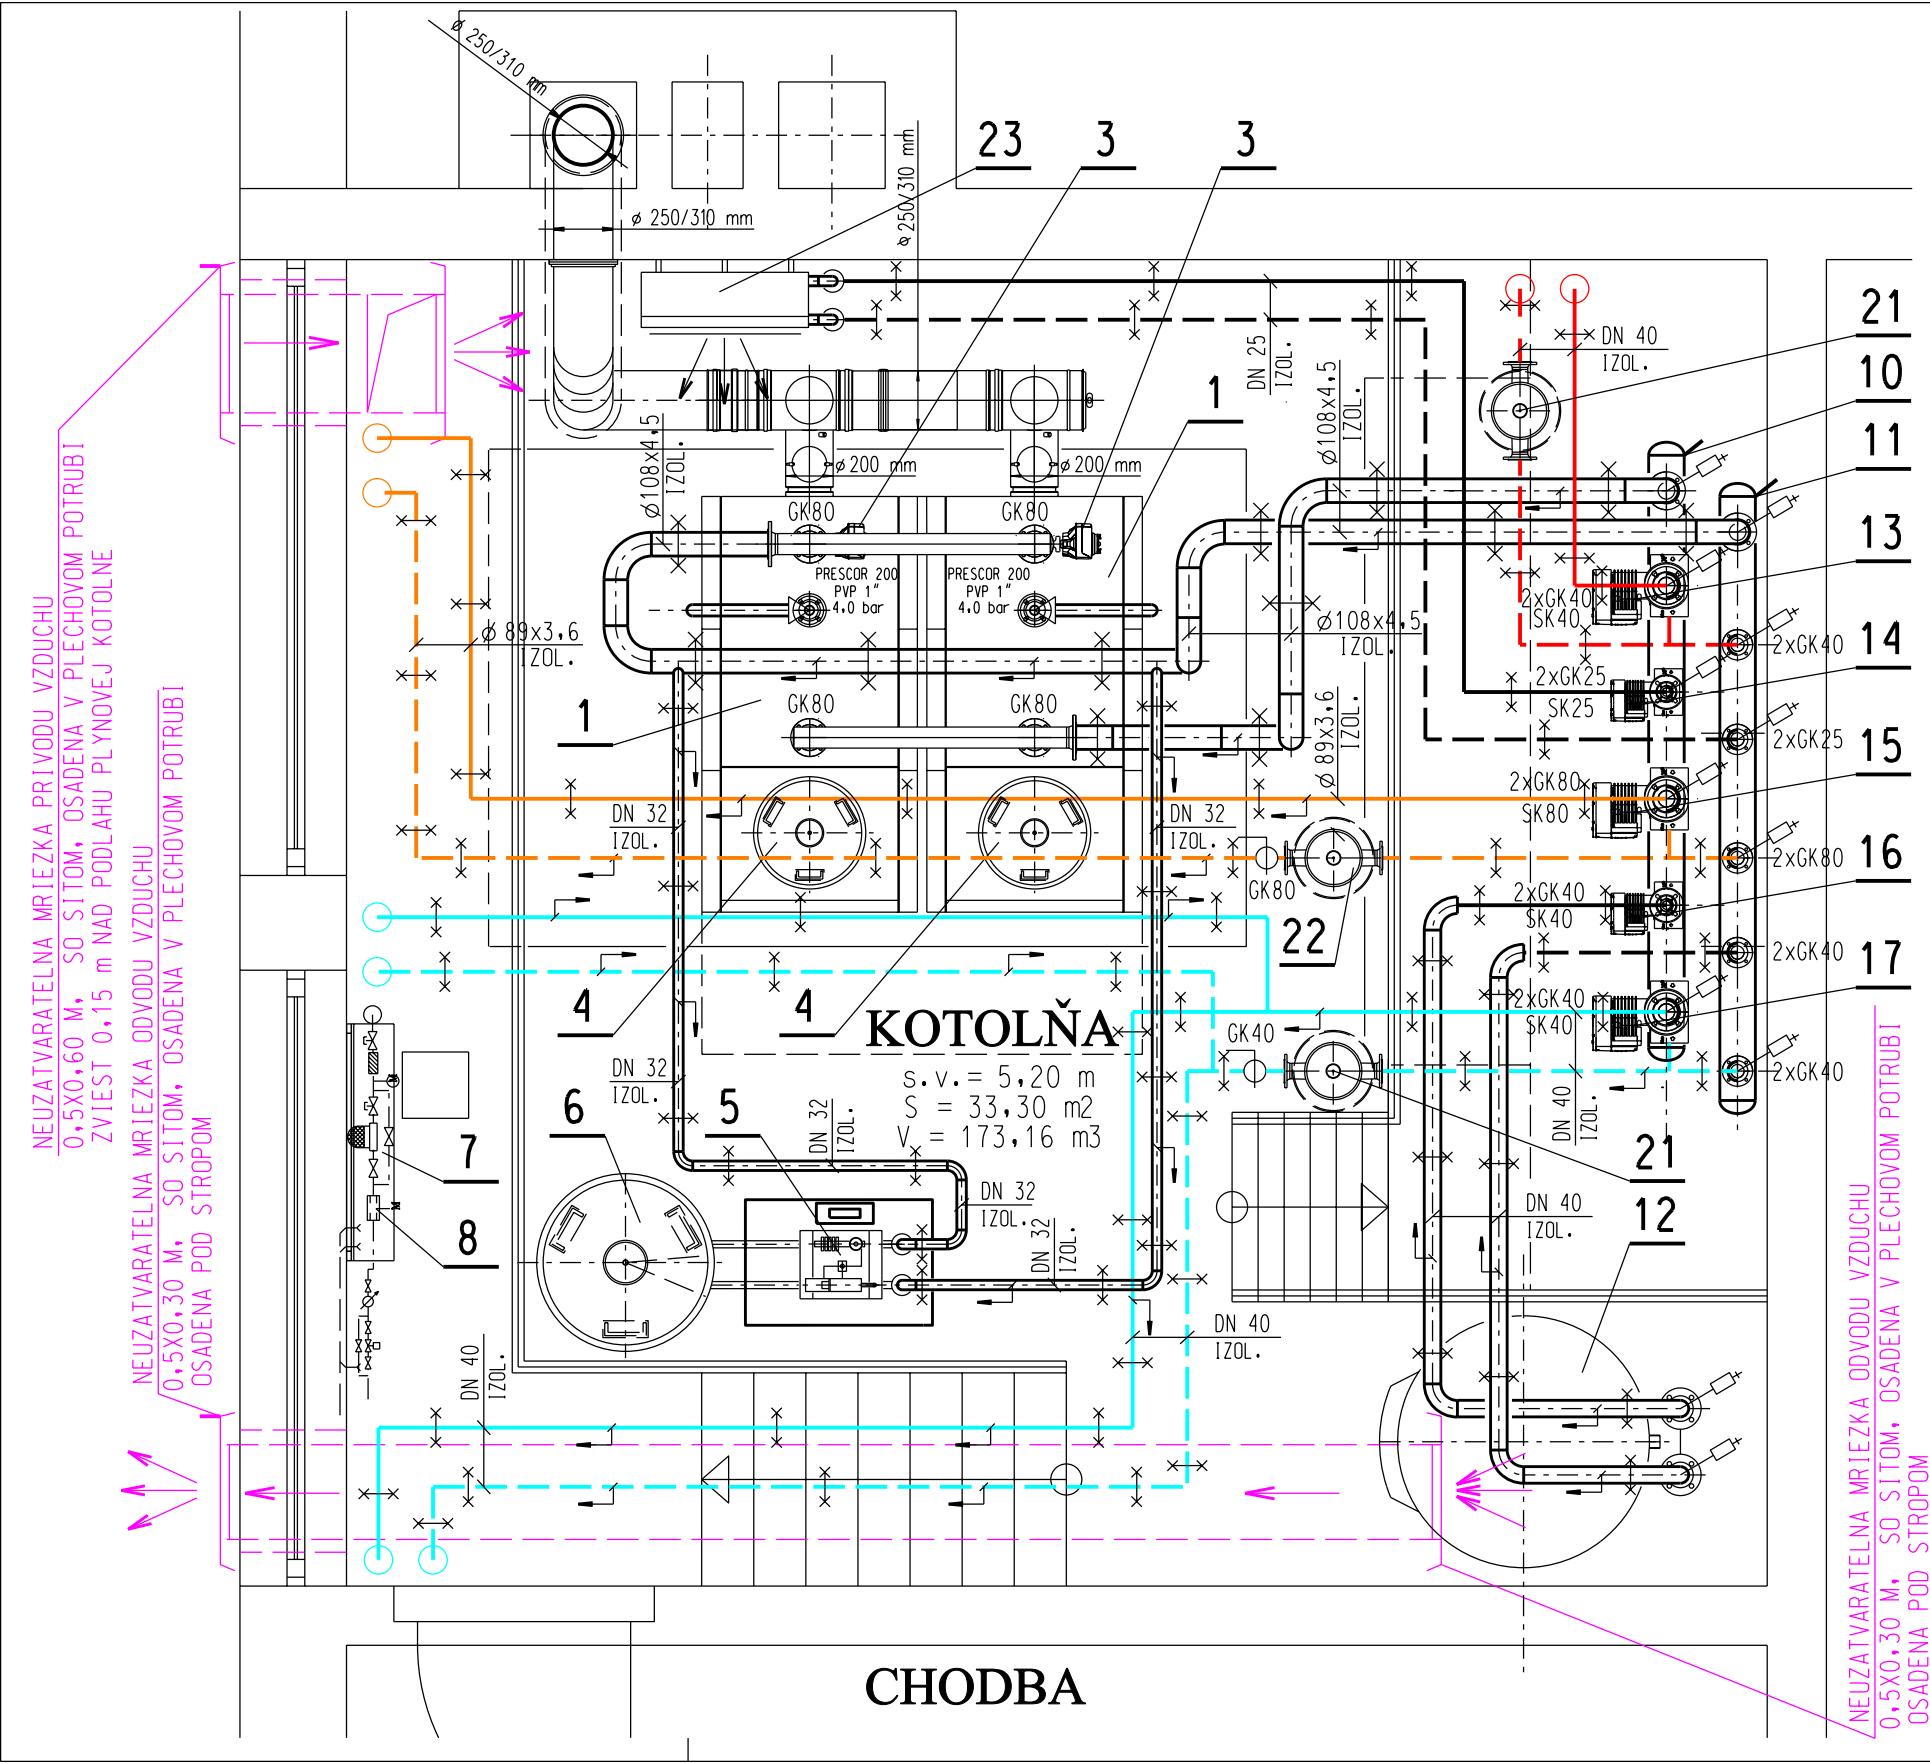 ø 250/310 mm
23
3
3
ø 250/310 mm
ø 250/310 mm
21
10
11
13
14
15
16
17
DN 40
IZOL.
DN 25
IZOL.
Ø108x4,5
IZOL.
1
Ø108x4,5
IZOL.
ø 200 mm
ø 200 mm
GK80
GK80
PRESCOR 200
PVP 1"
4,0 bar
PRESCOR 200
PVP 1"
4,0 bar
2xGK40
SK40
2xGK40
Ø 89x3,6
IZOL.
Ø108x4,5
IZOL.
2xGK25
SK25
2xGK25
1
GK80
GK80
Ø 89x3,6
IZOL.
2xGK80
SK80
2xGK80
DN 32
IZOL.
DN 32
IZOL.
GK80
22
2xGK40
SK40
2xGK40
4
4
KOTOLŇA
s.v.= 5,20 m
S = 33,30 m2
V = 173,16 m3
GK40
2xGK40
SK40
2xGK40
DN 32
IZOL.
DN 40
IZOL.
6
5
DN 32
IZOL.
7
8
DN 32
IZOL.
DN 32
IZOL.
21
12
DN 40
IZOL.
DN 40
IZOL.
DN 40
IZOL.
NEUZATVARATELNA MRIEZKA PRIVODU VZDUCHU
0,5X0,60 M, SO SITOM, OSADENA V PLECHOVOM POTRUBI
ZVIEST 0,15 m NAD PODLAHU PLYNOVEJ KOTOLNE
NEUZATVARATELNA MRIEZKA ODVODU VZDUCHU
0,5X0,30 M, SO SITOM, OSADENA V PLECHOVOM POTRUBI
OSADENA POD STROPOM
NEUZATVARATELNA MRIEZKA ODVODU VZDUCHU
0,5X0,30 M, SO SITOM, OSADENA V PLECHOVOM POTRUBI
OSADENA POD STROPOM
CHODBA